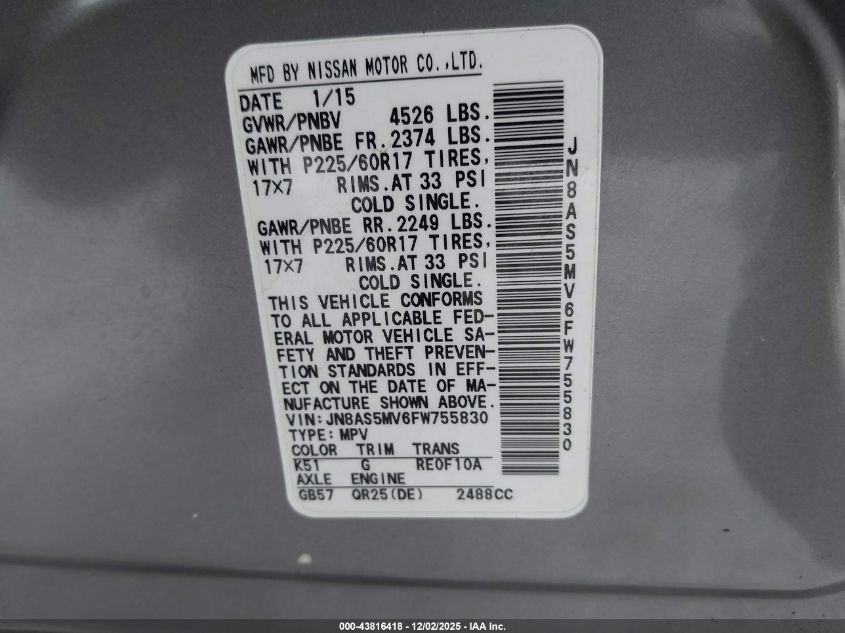 MFD BY NISSAN MOTOR CO.,LTD.
DATE 1/15
GVWR/PNBV 4526 LBS.
GAWR/PNBE FR. 2374 LBS.
WITH P225/60R17 TIRES,
17X7 RIMS.AT 33 PSI
COLD SINGLE.
GAWR/PNBE RR. 2249 LBS.
WITH P225/60R17 TIRES,
17X7 RIMS.AT 33 PSI
COLD SINGLE.
THIS VEHICLE CONFORMS
TO ALL APPLICABLE FED-
ERAL MOTOR VEHICLE SA-
FETY AND THEFT PREVEN-
TION STANDARDS IN EFF-
ECT ON THE DATE OF MA-
NUFACTURE SHOWN ABOVE.
VIN:JN8AS5MV6FW755830
TYPE:MPV
COLOR TRIM TRANS
K51 G RE0F10A
AXLE ENGINE
GB57 QR25(DE) 2488CC
JN8AS5MV6FW755830
000-43816418 - 12/02/2025 - IAA Inc.